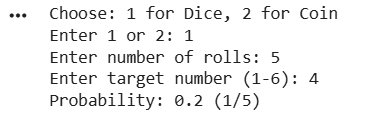 ••• Choose: 1 for Dice, 2 for Coin
Enter 1 or 2: 1
Enter number of rolls: 5
Enter target number (1-6): 4
Probability: 0.2 (1/5)